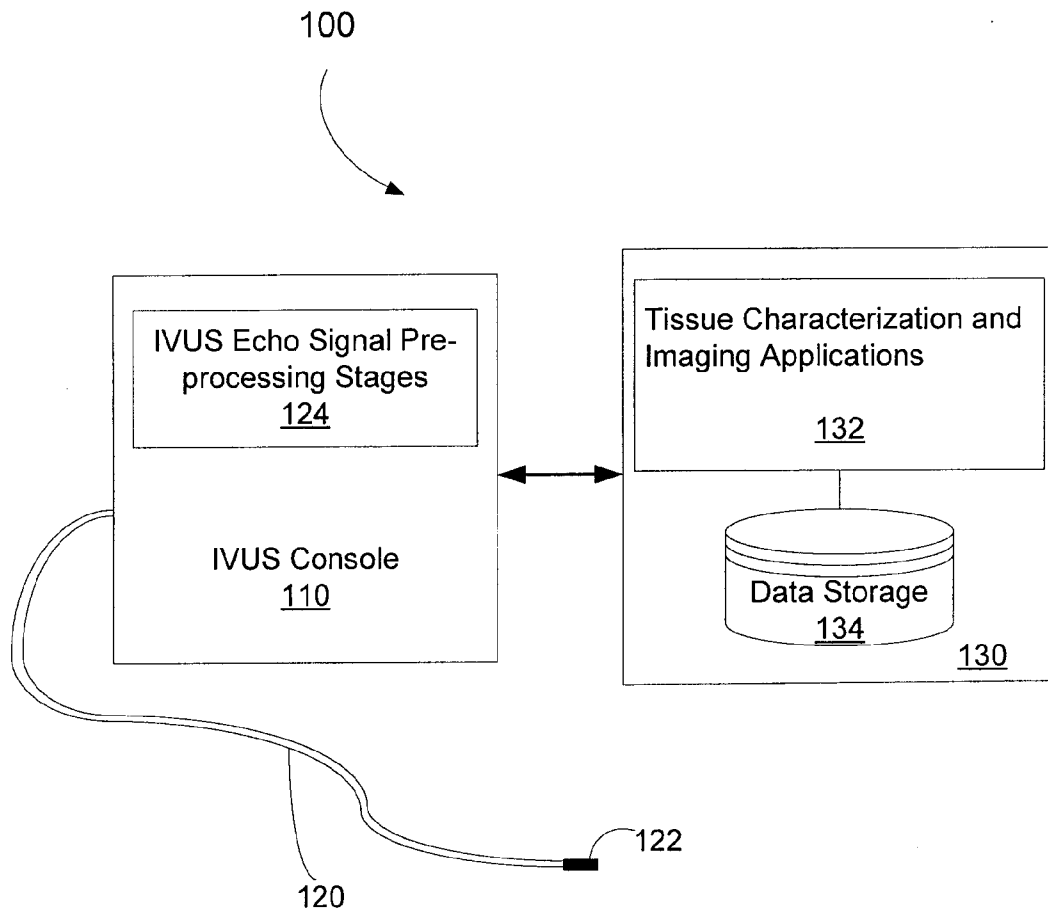 100
IVUS Echo Signal Pre-
processing Stages
124
IVUS Console
110
Tissue Characterization and
Imaging Applications
132
Data Storage
134
130
122
120